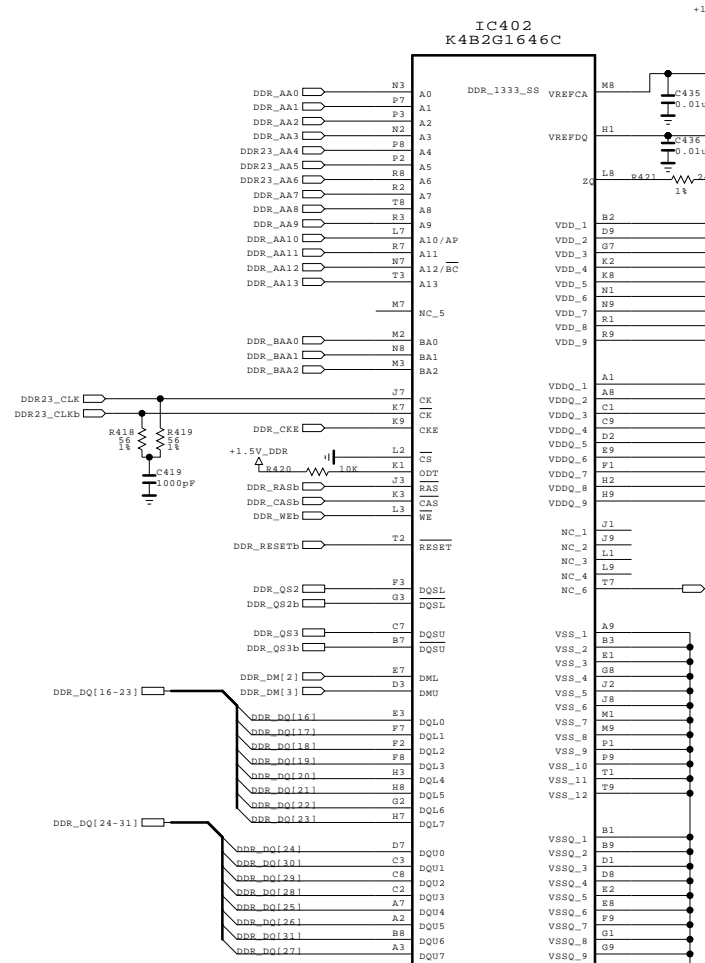 +1
IC402
K4B2G1646C
DDR_1333_SS
DDR_AA0 N3 A0
DDR_AA1 P7 A1
DDR_AA2 P3 A2
DDR_AA3 N2 A3
DDR23_AA4 P8 A4
DDR23_AA5 P2 A5
DDR23_AA6 R8 A6
DDR_AA7 R2 A7
DDR_AA8 T8 A8
DDR_AA9 R3 A9
DDR_AA10 L7 A10/AP
DDR_AA11 R7 A11
DDR_AA12 N7 A12/BC
DDR_AA13 T3 A13
M7 NC_5
DDR_BAA0 M2 BA0
DDR_BAA1 N8 BA1
DDR_BAA2 M3 BA2
DDR23_CLK J7 CK
DDR23_CLKb K7 CK
DDR_CKE K9 CKE
R418 R419
56 56
1% 1%
C419
1000pF
+1.5V_DDR
L2 CS
R420 10K K1 ODT
DDR_RASb J3 RAS
DDR_CASb K3 CAS
DDR_WEb L3 WE
DDR_RESETb T2 RESET
DDR_QS2 F3 DQSL
DDR_QS2b G3 DQSL
DDR_QS3 C7 DQSU
DDR_QS3b B7 DQSU
DDR_DM[2] E7 DML
DDR_DM[3] D3 DMU
DDR_DQ[16-23]
DDR_DQ[16] E3 DQL0
DDR_DQ[17] F7 DQL1
DDR_DQ[18] F2 DQL2
DDR_DQ[19] F8 DQL3
DDR_DQ[20] H3 DQL4
DDR_DQ[21] H8 DQL5
DDR_DQ[22] G2 DQL6
DDR_DQ[23] H7 DQL7
DDR_DQ[24-31]
DDR_DQ[24] D7 DQU0
DDR_DQ[30] C3 DQU1
DDR_DQ[29] C8 DQU2
DDR_DQ[28] C2 DQU3
DDR_DQ[25] A7 DQU4
DDR_DQ[26] A2 DQU5
DDR_DQ[31] B8 DQU6
DDR_DQ[27] A3 DQU7
VREFCA M8
C435
0.01u
VREFDQ H1
C436
0.01u
ZQ L8 R421
1%
VDD_1 B2
VDD_2 D9
VDD_3 G7
VDD_4 K2
VDD_5 K8
VDD_6 N1
VDD_7 N9
VDD_8 R1
VDD_9 R9
VDDQ_1 A1
VDDQ_2 A8
VDDQ_3 C1
VDDQ_4 C9
VDDQ_5 D2
VDDQ_6 E9
VDDQ_7 F1
VDDQ_8 H2
VDDQ_9 H9
NC_1 J1
NC_2 J9
NC_3 L1
NC_4 L9
NC_6 T7
VSS_1 A9
VSS_2 B3
VSS_3 E1
VSS_4 G8
VSS_5 J2
VSS_6 J8
VSS_7 M1
VSS_8 M9
VSS_9 P1
VSS_10 P9
VSS_11 T1
VSS_12 T9
VSSQ_1 B1
VSSQ_2 B9
VSSQ_3 D1
VSSQ_4 D8
VSSQ_5 E2
VSSQ_6 E8
VSSQ_7 F9
VSSQ_8 G1
VSSQ_9 G9